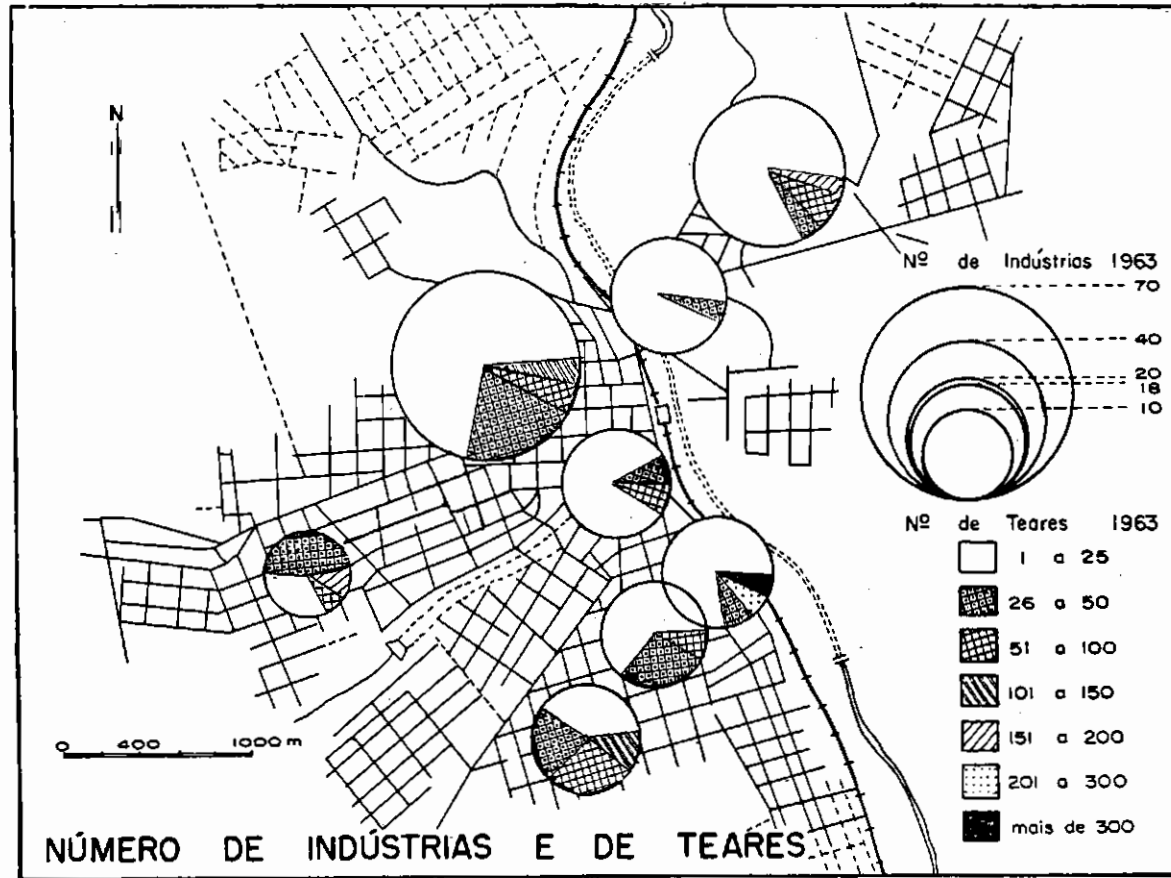 N
Nº de Indústrias 1963
70
40
20
18
10
Nº de Teares 1963
1 a 25
26 a 50
51 a 100
101 a 150
151 a 200
201 a 300
mais de 300
0 400 1000 m
NÚMERO DE INDÚSTRIAS E DE TEARES